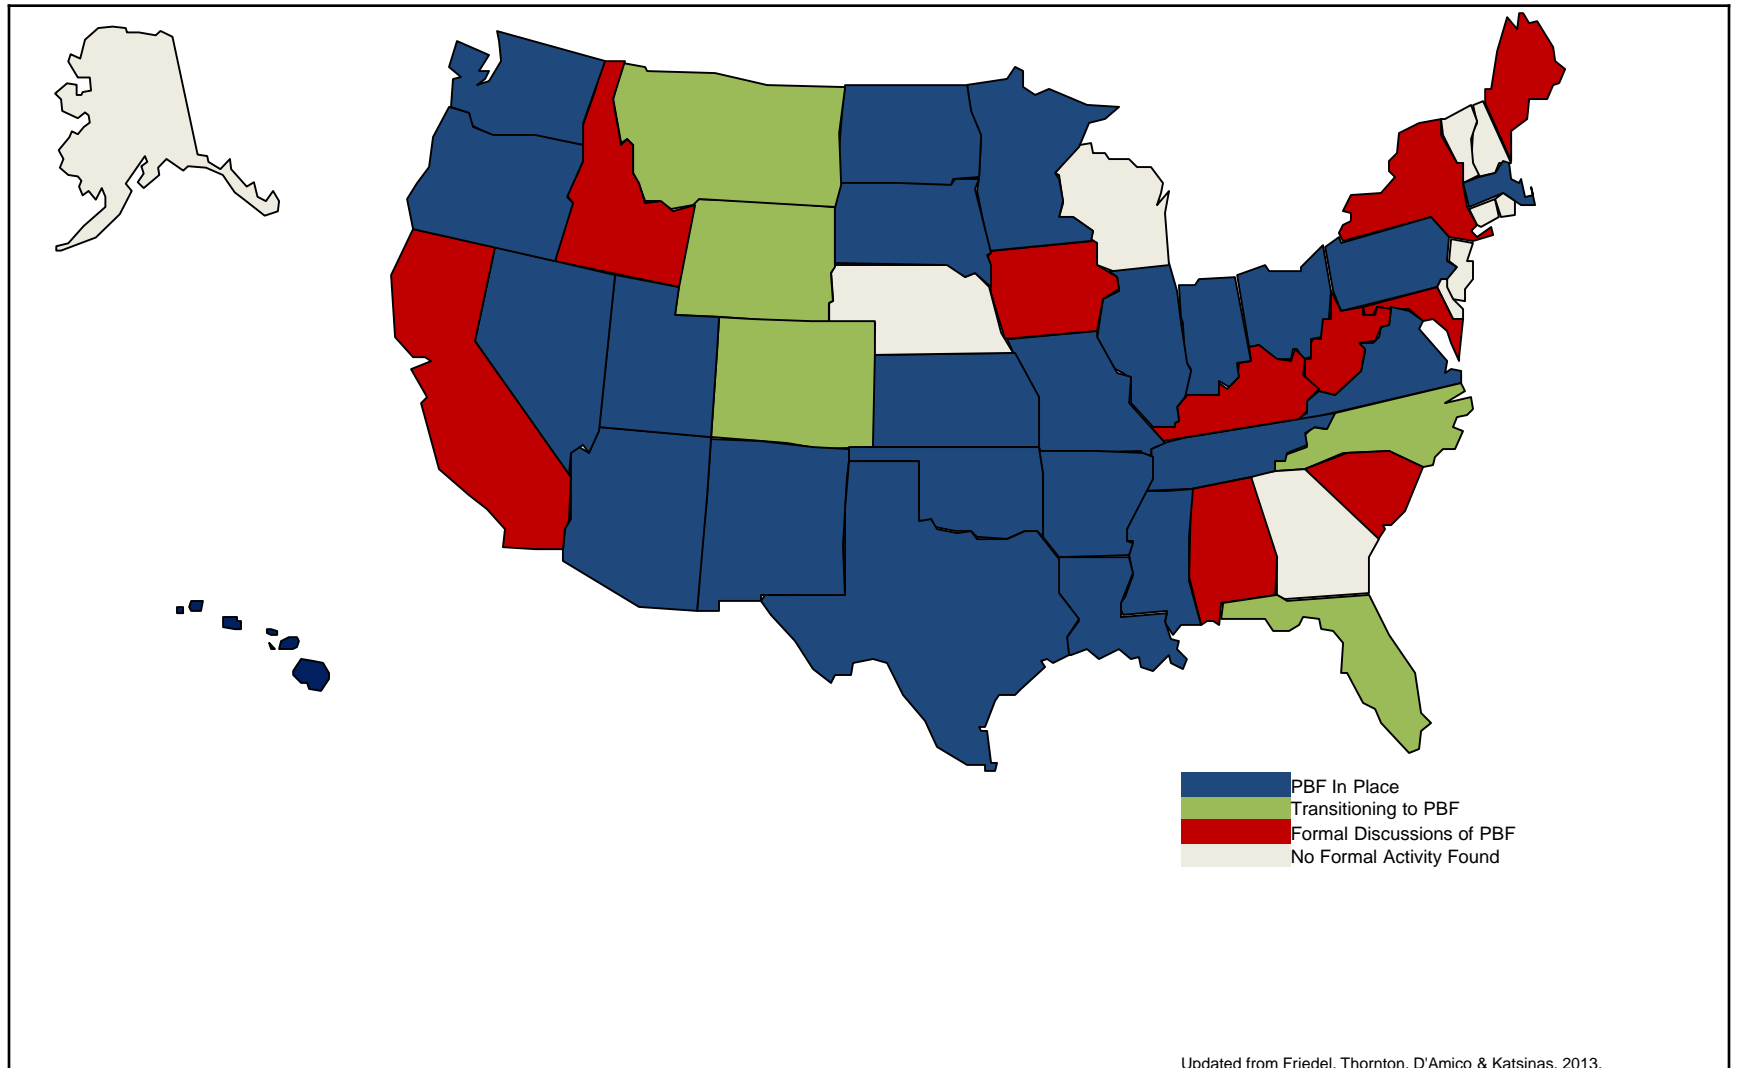 PBF In Place
Transitioning to PBF
Formal Discussions of PBF
No Formal Activity Found
Updated from Friedel, Thornton, D'Amico & Katsinas, 2013.